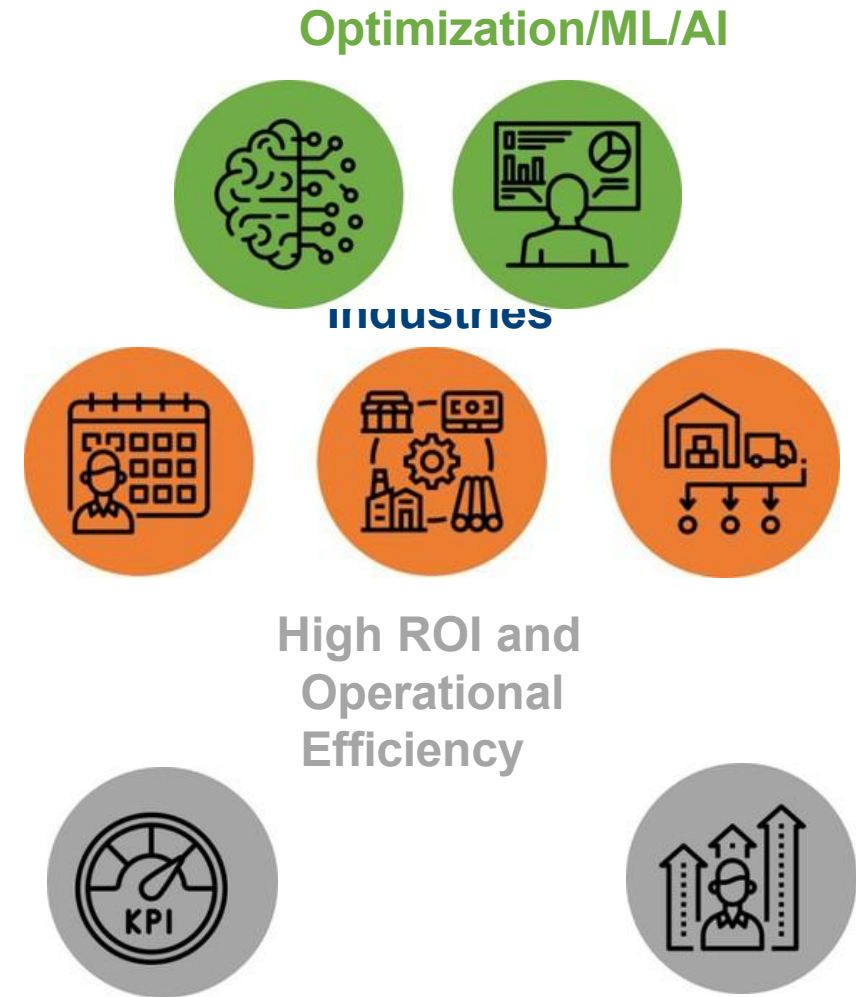 Optimization/ML/AI
Industries
High ROI and
Operational
Efficiency
KPI